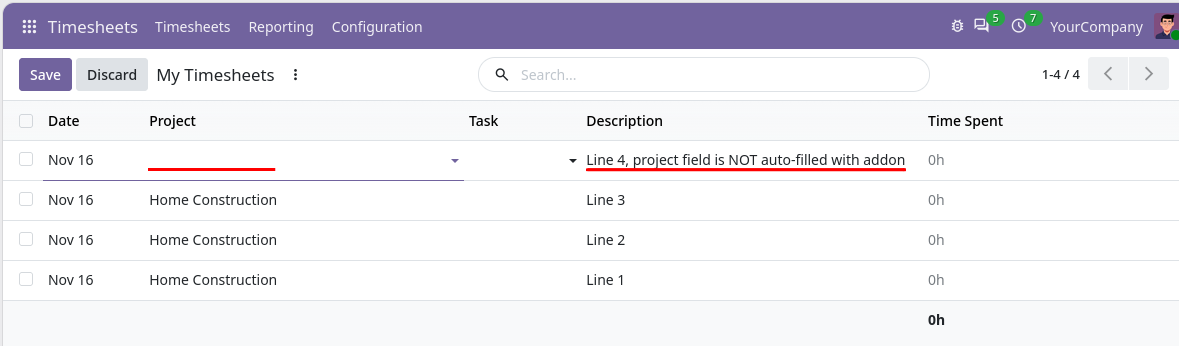 Timesheets Timesheets Reporting Configuration 5 7 YourCompany
Save Discard My Timesheets Search... 1-4 / 4
Date Project Task Description Time Spent
Nov 16 Line 4, project field is NOT auto-filled with addon 0h
Nov 16 Home Construction Line 3 0h
Nov 16 Home Construction Line 2 0h
Nov 16 Home Construction Line 1 0h
0h